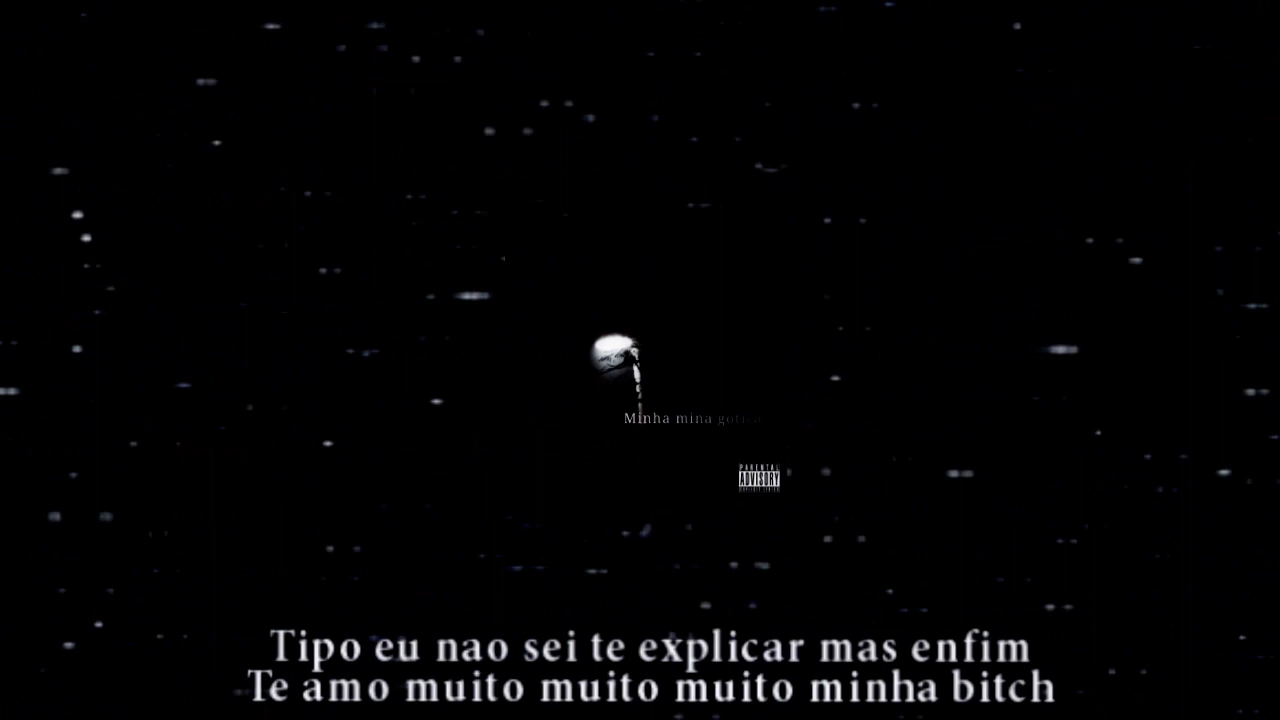 Minha mina gotica
PARENTAL
ADVISORY
Tipo eu nao sei te explicar mas enfim
Te amo muito muito muito minha bitch